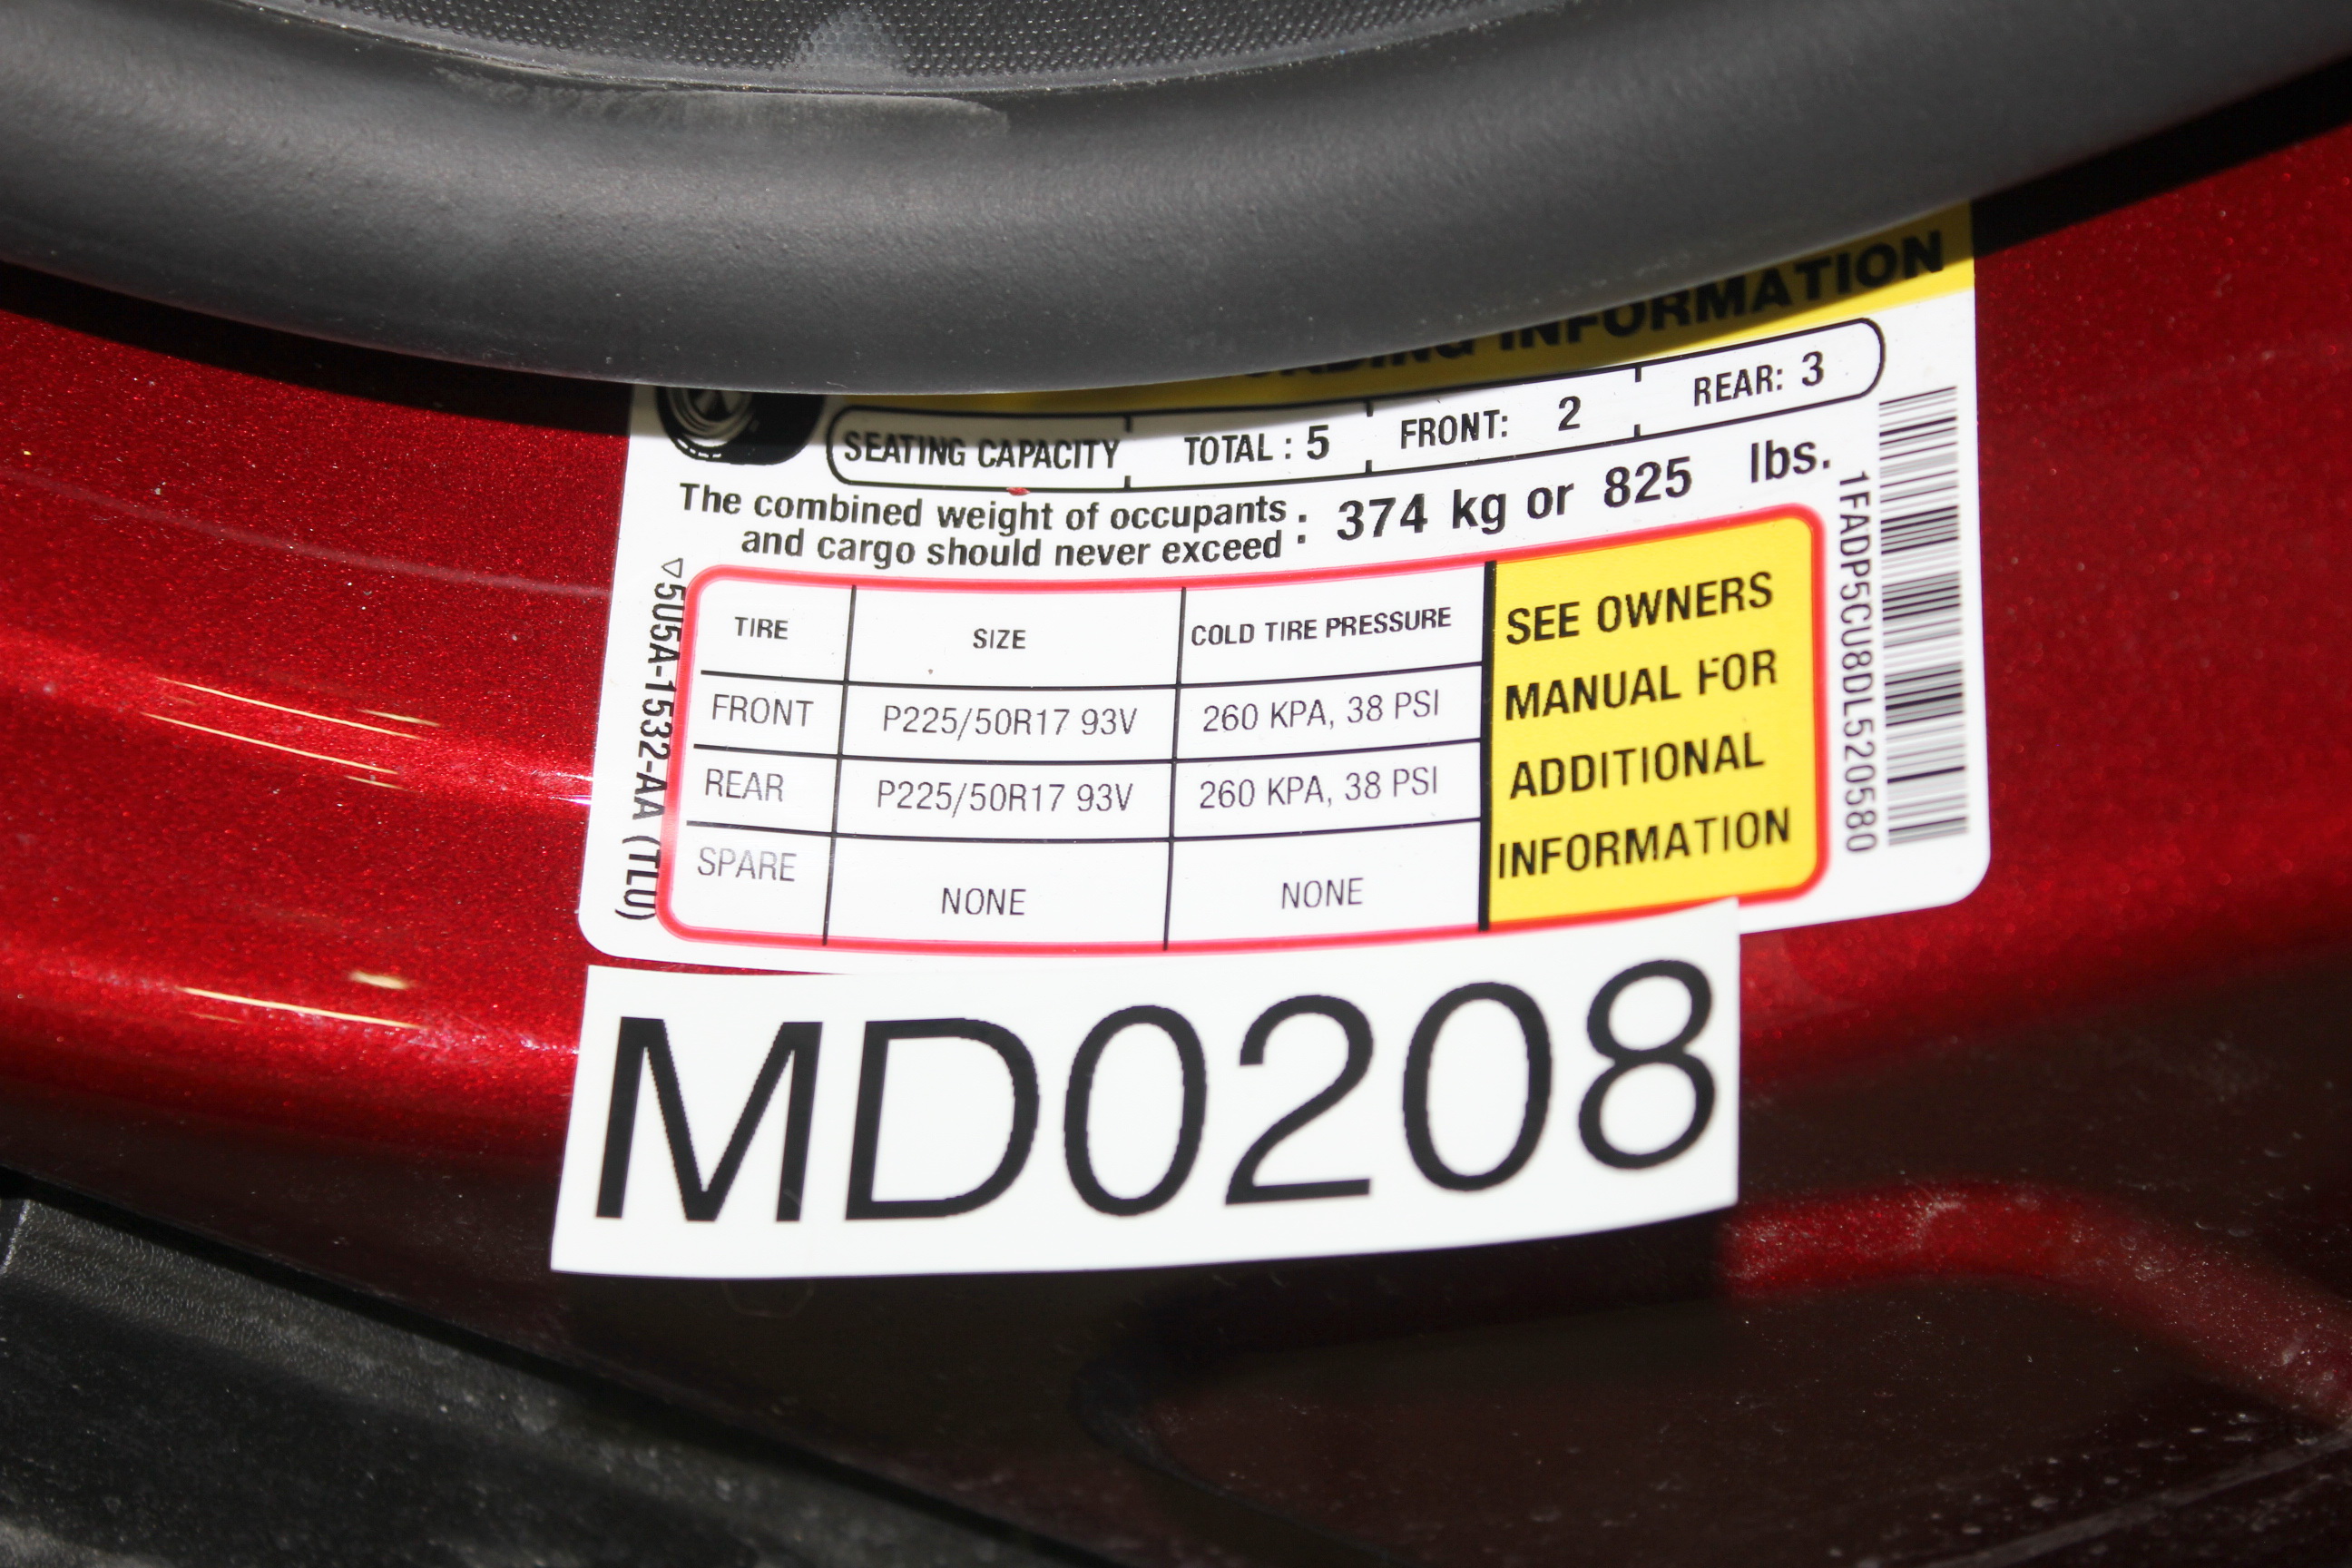 INFORMATION
SEATING CAPACITY TOTAL : 5 FRONT: 2 REAR: 3
The combined weight of occupants
and cargo should never exceed : 374 kg or 825 lbs.
TIRE SIZE COLD TIRE PRESSURE
FRONT P225/50R17 93V 260 KPA, 38 PSI
REAR P225/50R17 93V 260 KPA, 38 PSI
SPARE NONE NONE
SEE OWNERS
MANUAL FOR
ADDITIONAL
INFORMATION
5U5A-1532-AA (TL0)
1FADP5CU8DL520580
MD0208